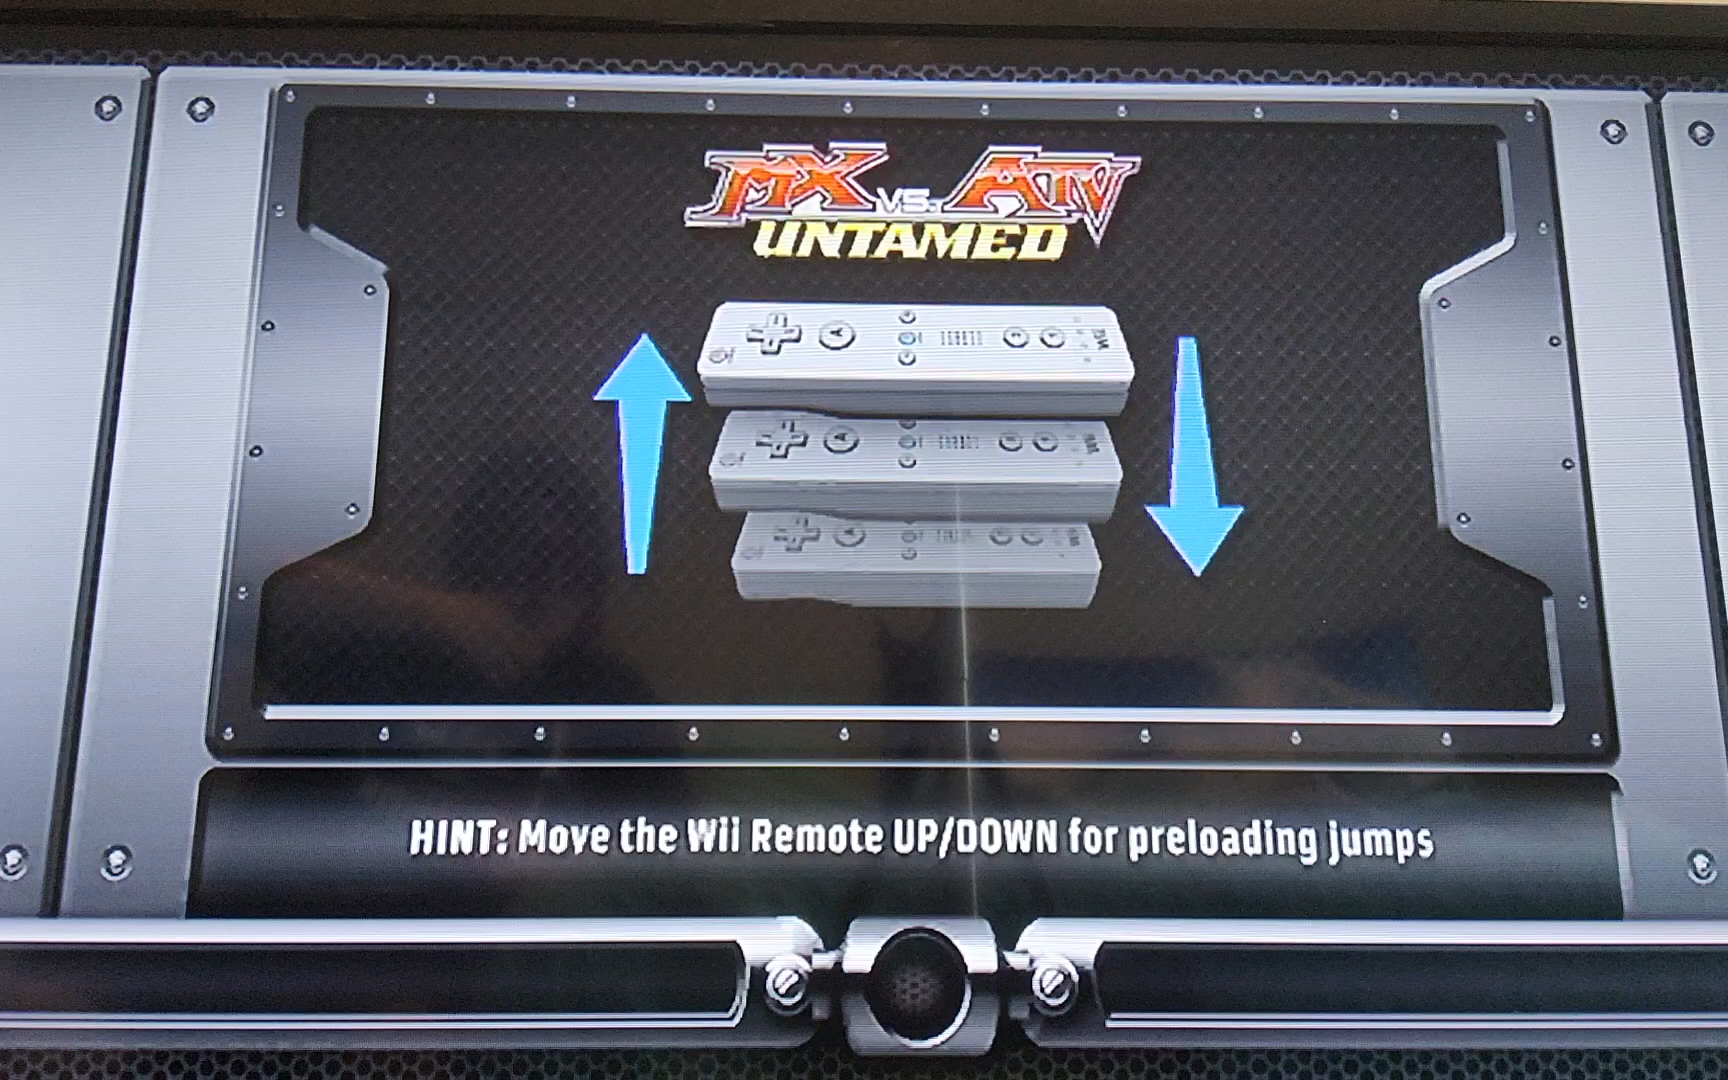 MX VS. ATV
UNTAMED
A
A
A
HINT: Move the Wii Remote UP/DOWN for preloading jumps